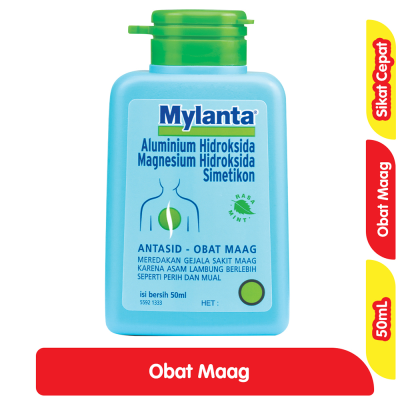 Mylanta®
Aluminium Hidroksida
Magnesium Hidroksida
Simetikon
RASA
MINT
ANTASID - OBAT MAAG
MEREDAKAN GEJALA SAKIT MAAG
KARENA ASAM LAMBUNG BERLEBIH
SEPERTI PERIH DAN MUAL
isi bersih 50ml
HET :
Sikat Cepat
Obat Maag
50mL
Obat Maag